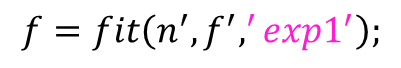 f = fit(n′, f′,′ exp1′);